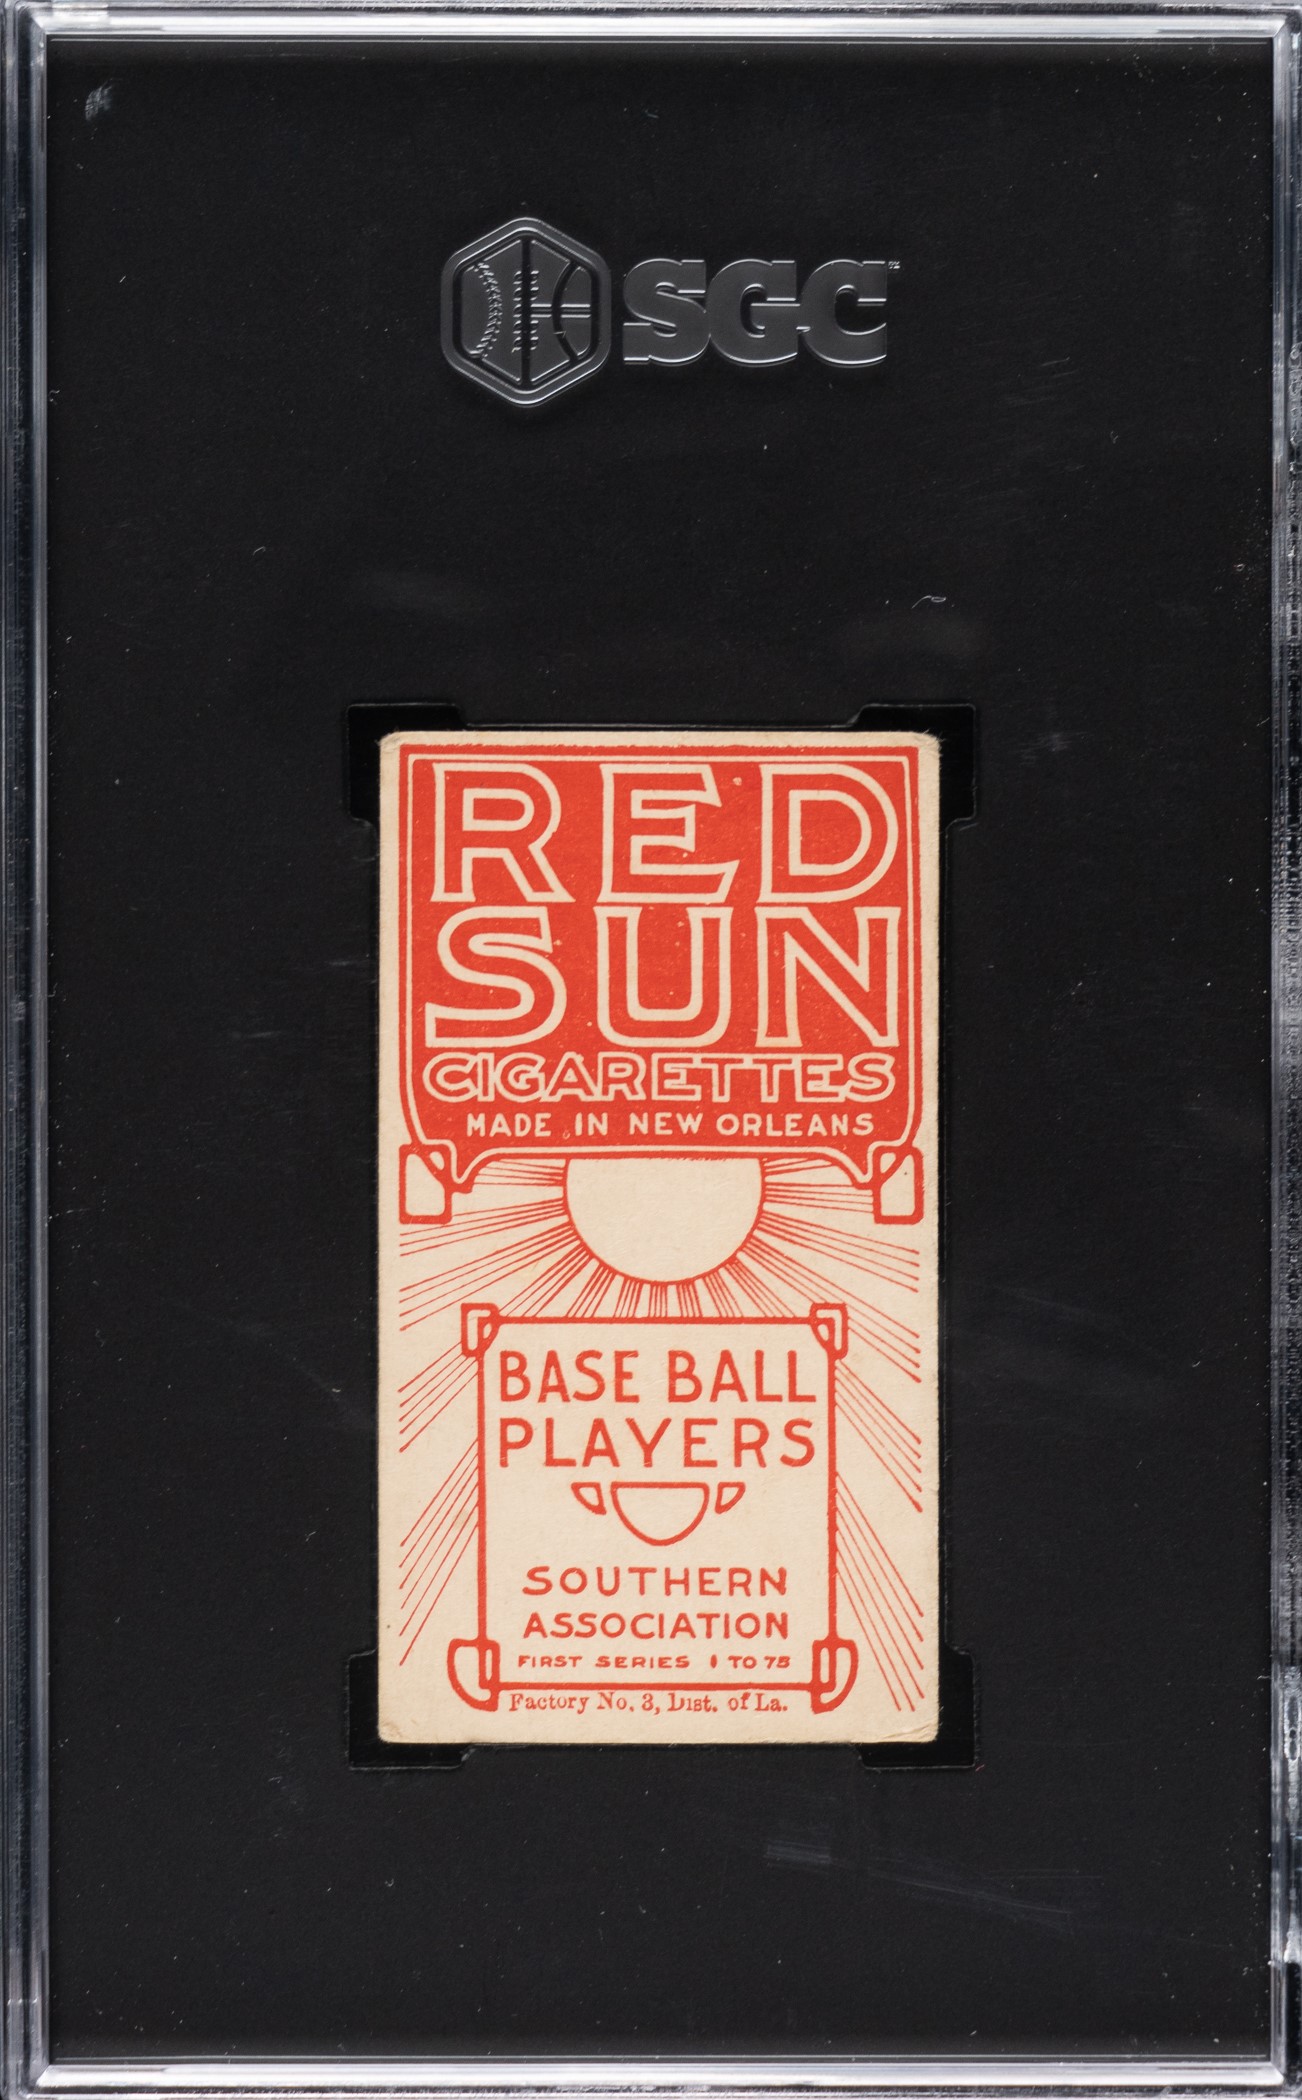 SGC
RED
SUN
CIGARETTES
MADE IN NEW ORLEANS
BASE BALL
PLAYERS
SOUTHERN
ASSOCIATION
FIRST SERIES 1 TO 75
Factory No. 3, Dist. of La.